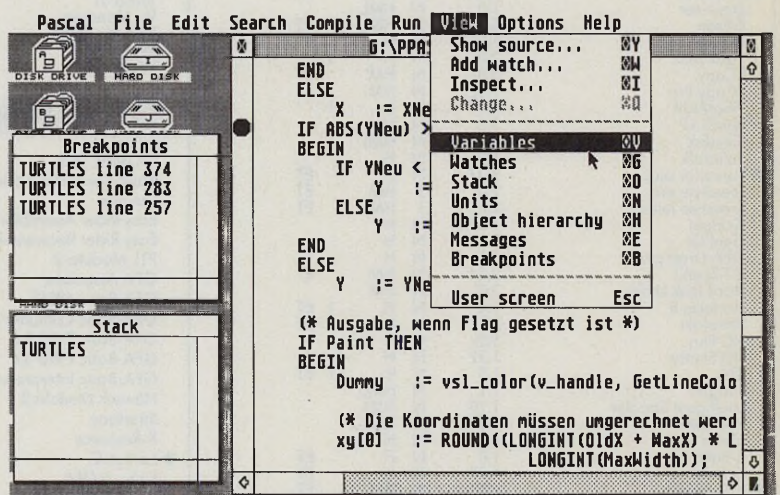 Pascal File Edit Search Compile Run View Options Help
DISK DRIVE HARD DISK
G:\PPA
Breakpoints
TURTLES line 374
TURTLES line 283
TURTLES line 257
HARD DISK
Stack
TURTLES
END
ELSE
X := XNe
IF ABS(YNeu) >
BEGIN
IF YNeu <
Y :=
ELSE
Y :=
END
ELSE
Y := YNe
(* Ausgabe, wenn Flag gesetzt ist *)
IF Paint THEN
BEGIN
Dummy := vsl_color(v_handle, GetLineColo
(* Die Koordinaten müssen umgerechnet werd
xy[0] := ROUND((LONGINT(OldX + MaxX) * L
LONGINT(MaxWidth));
Show source... Y
Add watch... W
Inspect... I
Change...
Variables V
Watches G
Stack O
Units N
Object hierarchy H
Messages E
Breakpoints B
User screen Esc